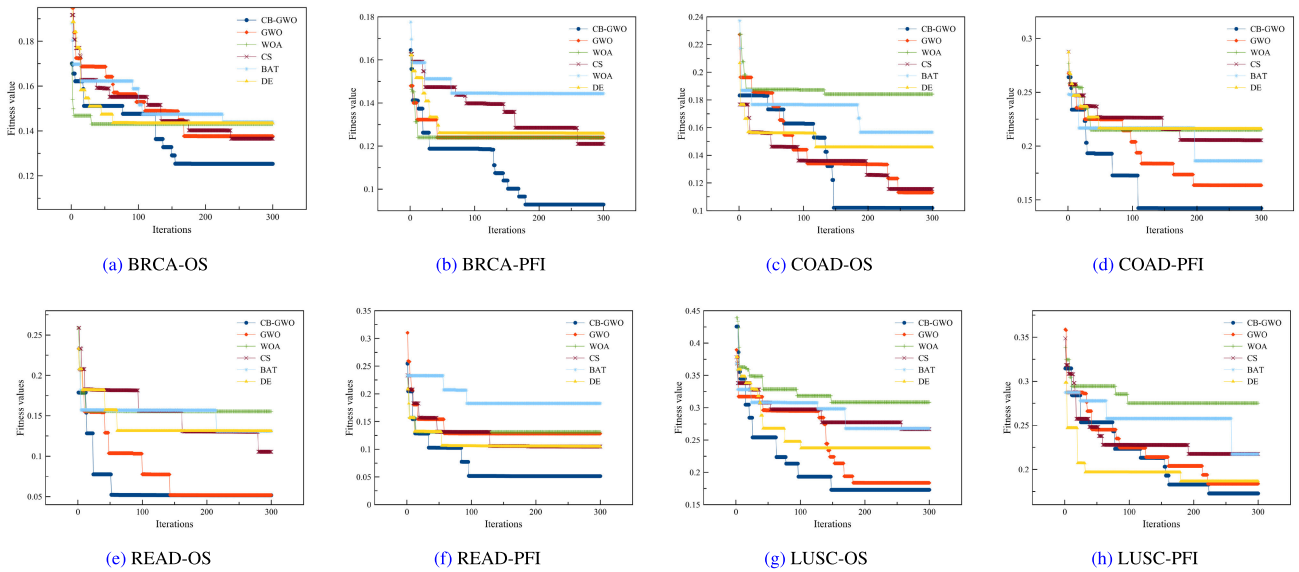 CB-GWO
GWO
WOA
CS
BAT
DE
0.18
0.16
0.14
0.12
Fitness value
0
100
200
300
Iterations
(a) BRCA-OS
CB-GWO
GWO
WOA
CS
WOA
DE
0.18
0.16
0.14
0.12
0.1
Fitness value
0
100
200
300
Iterations
(b) BRCA-PFI
CB-GWO
GWO
WOA
CS
BAT
DE
0.24
0.22
0.2
0.18
0.16
0.14
0.12
0.1
Fitness value
0
100
200
300
Iterations
(c) COAD-OS
CB-GWO
GWO
WOA
CS
BAT
DE
0.3
0.25
0.2
0.15
Fitness value
0
100
200
300
Iterations
(d) COAD-PFI
CB-GWO
GWO
WOA
CS
BAT
DE
0.25
0.2
0.15
0.1
0.05
Fitness values
0
100
200
300
Iterations
(e) READ-OS
CB-GWO
GWO
WOA
CS
BAT
DE
0.35
0.3
0.25
0.2
0.15
0.1
0.05
0
Fitness value
0
100
200
300
Iterations
(f) READ-PFI
CB-GWO
GWO
WOA
CS
BAT
DE
0.45
0.4
0.35
0.3
0.25
0.2
0.15
Fitness value
0
100
200
300
Iterations
(g) LUSC-OS
CB-GWO
GWO
WOA
CS
BAT
DE
0.35
0.3
0.25
0.2
Fitness value
0
100
200
300
Iterations
(h) LUSC-PFI